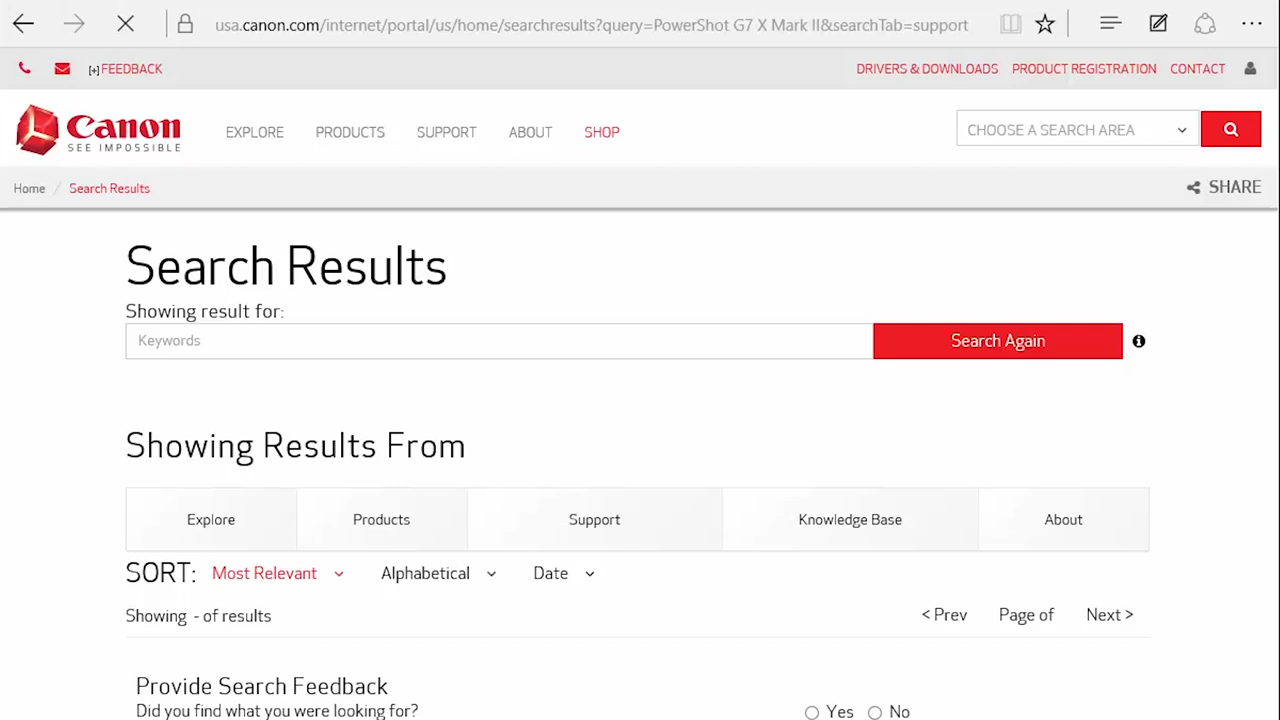 usa.canon.com/internet/portal/us/home/searchresults?query=PowerShot G7 X Mark II&searchTab=support
[+]FEEDBACK DRIVERS & DOWNLOADS PRODUCT REGISTRATION CONTACT
Canon
SEE IMPOSSIBLE
EXPLORE PRODUCTS SUPPORT ABOUT SHOP CHOOSE A SEARCH AREA
Home / Search Results SHARE
Search Results
Showing result for:
Keywords Search Again
Showing Results From
Explore Products Support Knowledge Base About
SORT: Most Relevant Alphabetical Date
Showing - of results < Prev Page of Next >
Provide Search Feedback
Did you find what you were looking for? Yes No